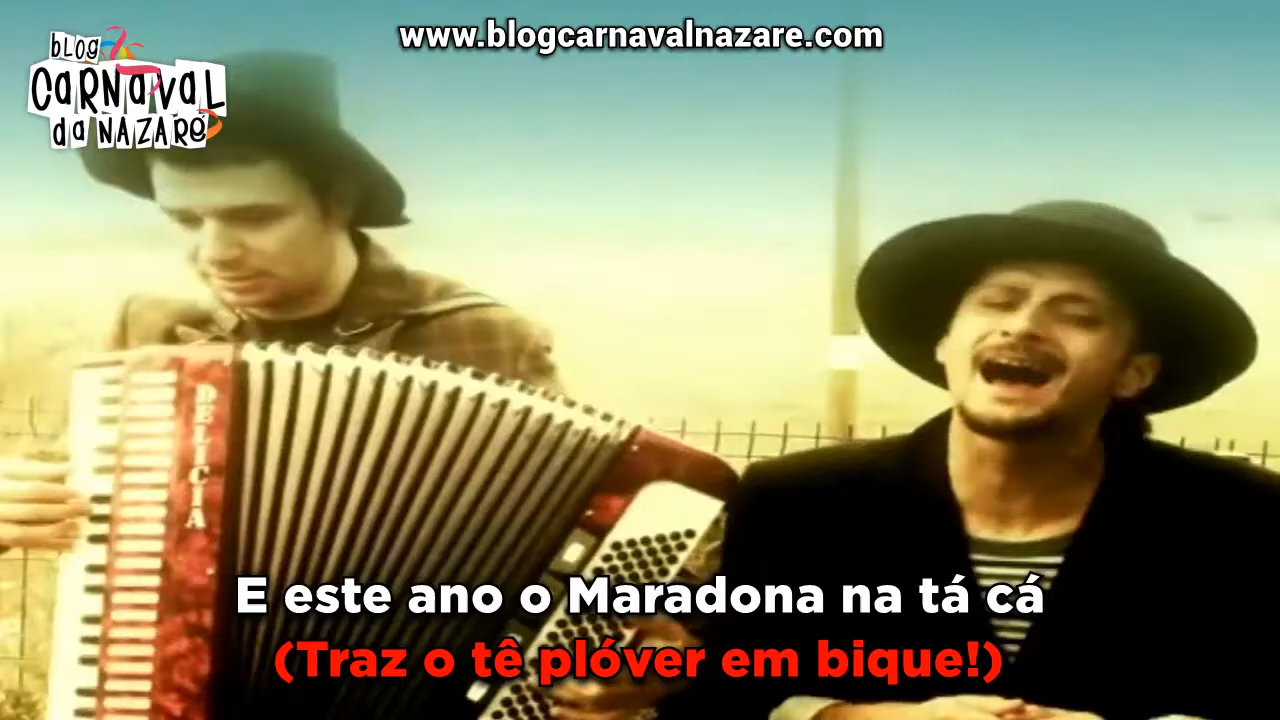 www.blogcarnavalnazare.com
BLOG
CARNAVAL
da NAZARÉ
DELICIA
E este ano o Maradona na tá cá
(Traz o tê plóver em bique!)